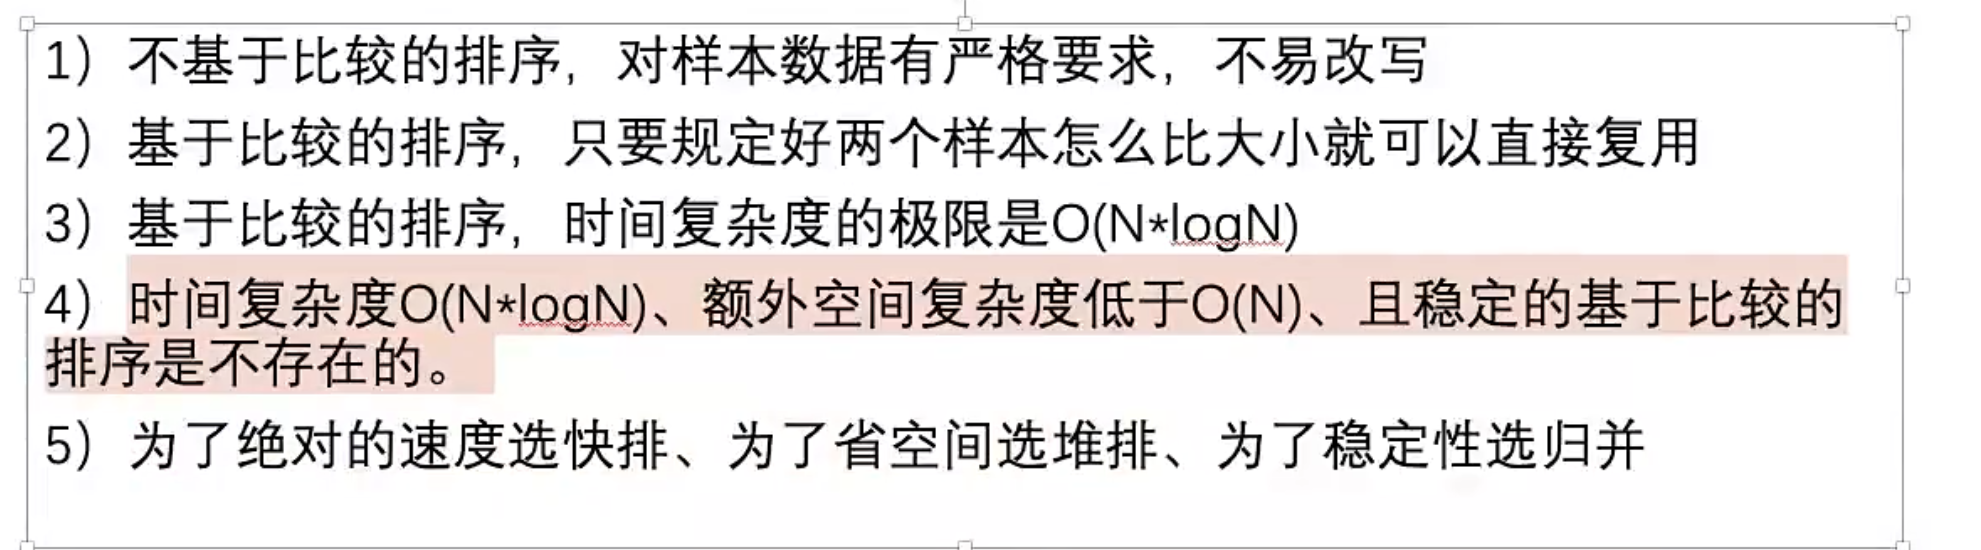 1）不基于比较的排序，对样本数据有严格要求，不易改写
2）基于比较的排序，只要规定好两个样本怎么比大小就可以直接复用
3）基于比较的排序，时间复杂度的极限是O(N*logN)
4）时间复杂度O(N*logN)、额外空间复杂度低于O(N)、且稳定的基于比较的
排序是不存在的。
5）为了绝对的速度选快排、为了省空间选堆排、为了稳定性选归并